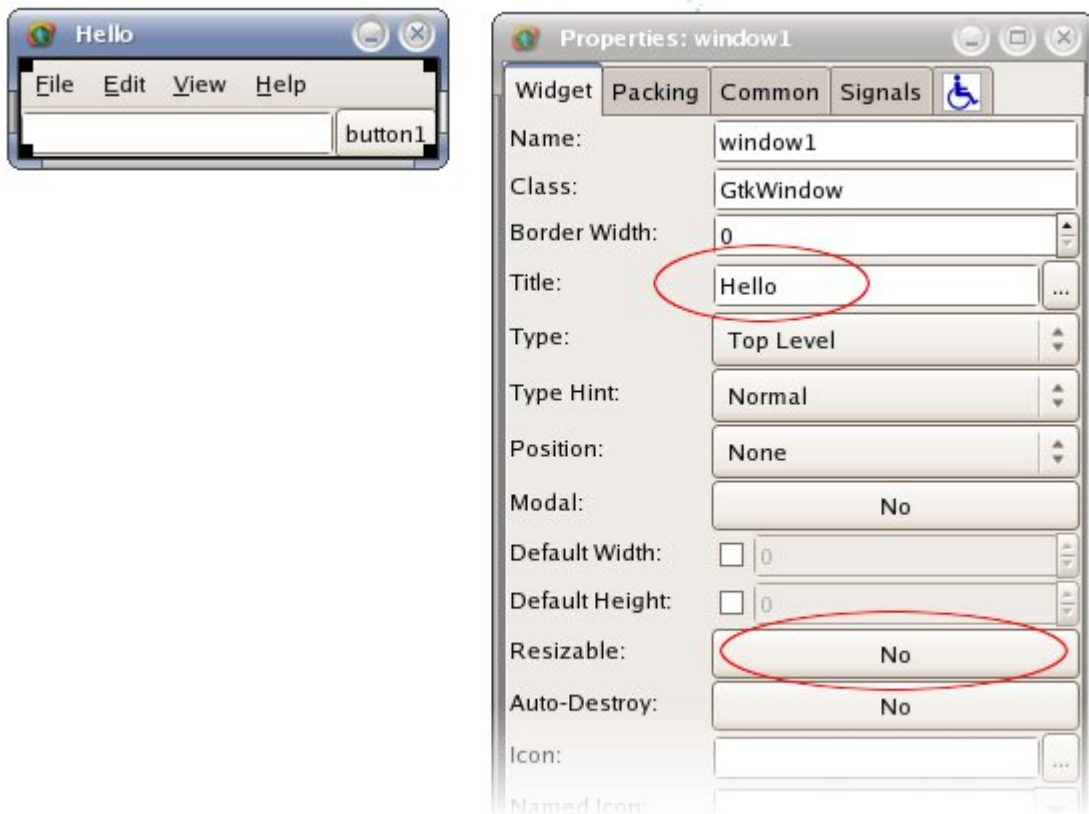 Hello
File Edit View Help
button1
Properties: window1
Widget Packing Common Signals
Name: window1
Class: GtkWindow
Border Width: 0
Title: Hello ...
Type: Top Level
Type Hint: Normal
Position: None
Modal: No
Default Width: 0
Default Height: 0
Resizable: No
Auto-Destroy: No
Icon: ...
Named Icon: